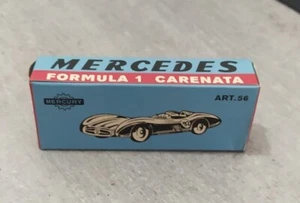 MERCEDES
FORMULA 1 CARENATA
MERCURY
ART.56